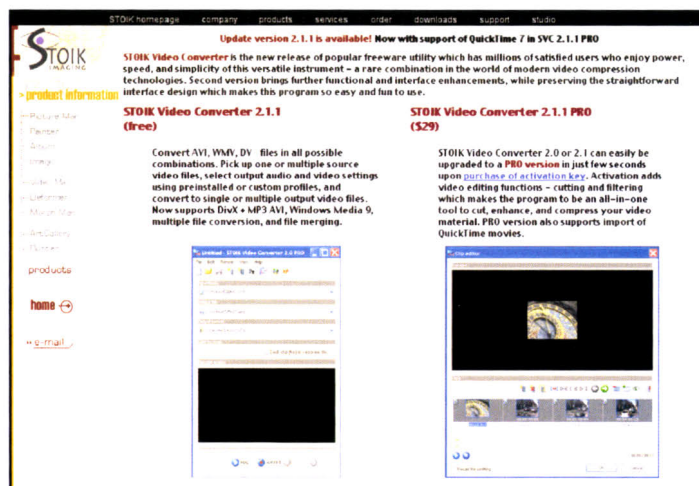 STOIK homepage company products services order downloads support studio
STOIK
IMAGING
Update version 2.1.1 is available! Now with support of QuickTime 7 in SVC 2.1.1 PRO
STOIK Video Converter is the new release of popular freeware utility which has millions of satisfied users who enjoy power,
speed, and simplicity of this versatile instrument – a rare combination in the world of modern video compression
technologies. Second version brings further functional and interface enhancements, while preserving the straightforward
interface design which makes this program so easy and fun to use.
product information
products
home
e-mail
STOIK Video Converter 2.1.1
(free)
Convert AVI, WMV, DV files in all possible
combinations. Pick up one or multiple source
video files, select output audio and video settings
using preinstalled or custom profiles, and
convert to single or multiple output video files.
Now supports DivX + MP3 AVI, Windows Media 9,
multiple file conversion, and file merging.
Untitled - STOIK Video Converter 2.0 PRO
STOIK Video Converter 2.1.1 PRO
($29)
STOIK Video Converter 2.0 or 2.1 can easily be
upgraded to a PRO version in just few seconds
upon purchase of activation key. Activation adds
video editing functions – cutting and filtering
which makes the program to be an all-in-one
tool to cut, enhance, and compress your video
material. PRO version also supports import of
QuickTime movies.